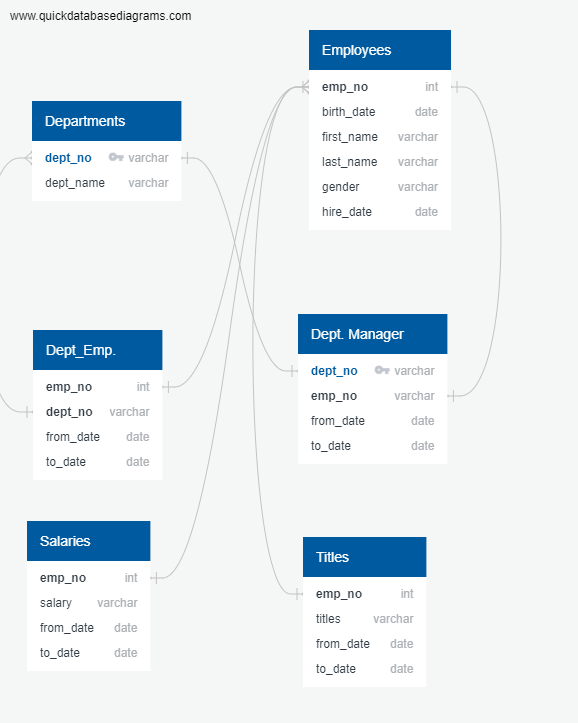 www.quickdatabasediagrams.com
Employees
emp_no int
birth_date date
first_name varchar
last_name varchar
gender varchar
hire_date date
Departments
dept_no varchar
dept_name varchar
Dept. Manager
dept_no varchar
emp_no varchar
from_date date
to_date date
Dept_Emp.
emp_no int
dept_no varchar
from_date date
to_date date
Salaries
emp_no int
salary varchar
from_date date
to_date date
Titles
emp_no int
titles varchar
from_date date
to_date date